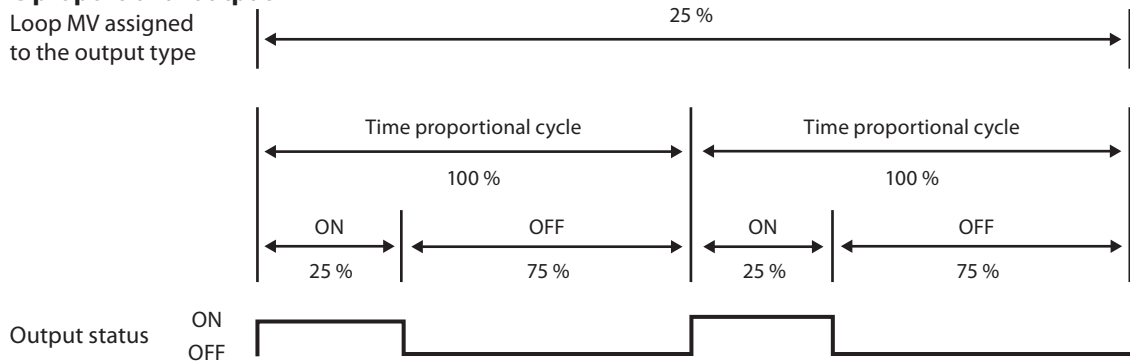 Loop MV assigned
to the output type
25 %
Time proportional cycle
Time proportional cycle
100 %
100 %
ON
OFF
ON
OFF
25 %
75 %
25 %
75 %
Output status
ON
OFF